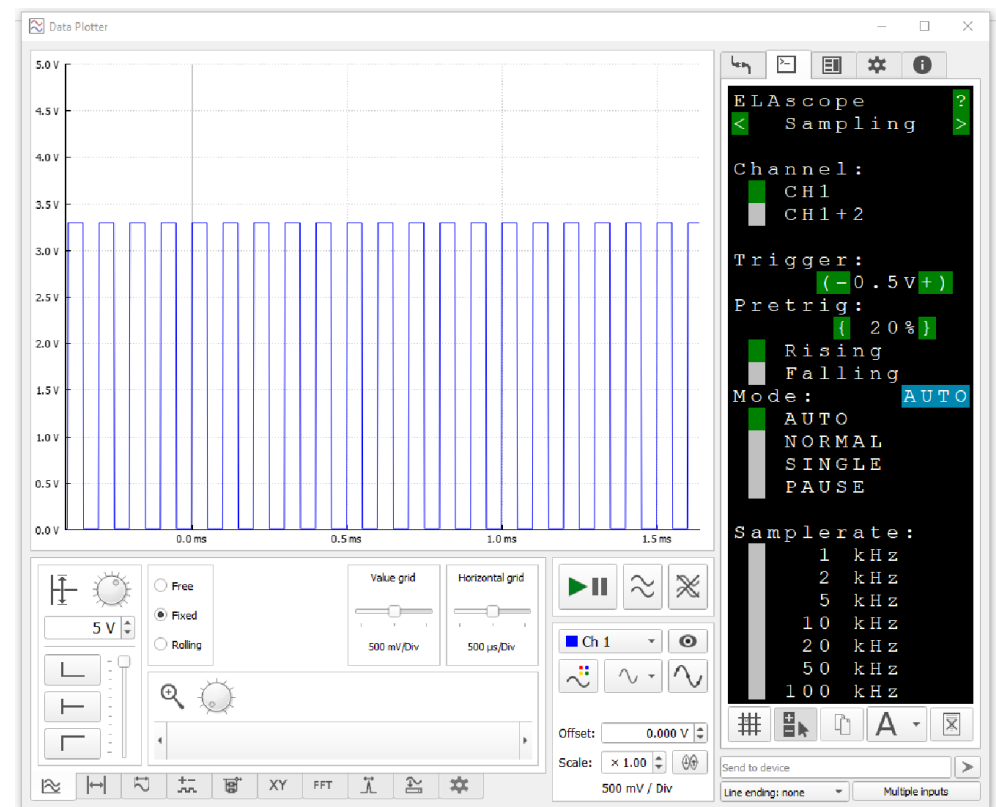 Data Plotter
5.0 V
4.5 V
4.0 V
3.5 V
3.0 V
2.5 V
2.0 V
1.5 V
1.0 V
0.5 V
0.0 V
0.0 ms 0.5 ms 1.0 ms 1.5 ms
5 V
Free
Fixed
Rolling
Value grid
500 mV/Div
Horizontal grid
500 µs/Div
Ch 1
Offset: 0.000 V
Scale: × 1.00
500 mV / Div
XY FFT
ELAscope ?
< Sampling >
Channel:
CH1
CH1+2
Trigger:
(-0.5V+)
Pretrig:
{ 20%}
Rising
Falling
Mode: AUTO
AUTO
NORMAL
SINGLE
PAUSE
Samplerate:
1 kHz
2 kHz
5 kHz
10 kHz
20 kHz
50 kHz
100 kHz
A
Send to device
Line ending: none
Multiple inputs